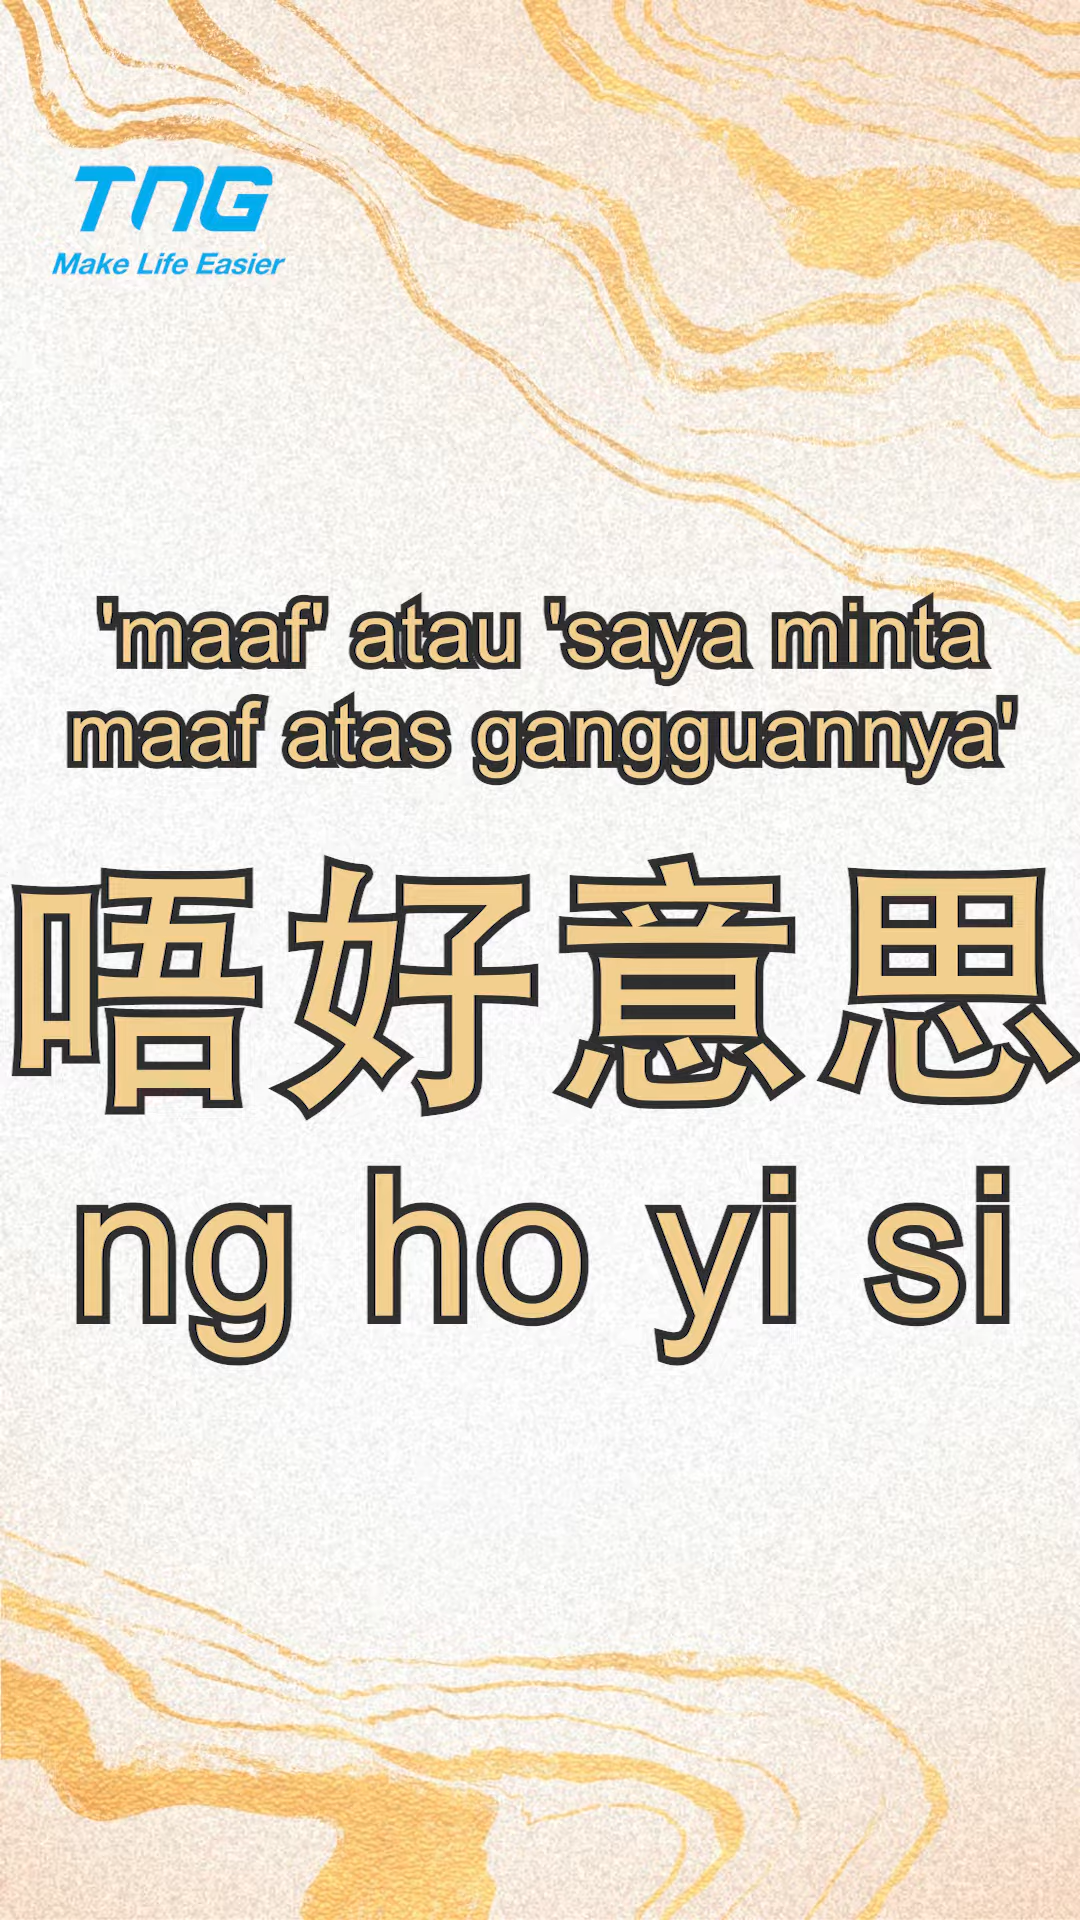 TNG
Make Life Easier
'maaf' atau 'saya minta
maaf atas gangguannya'
唔好意思
ng ho yi si